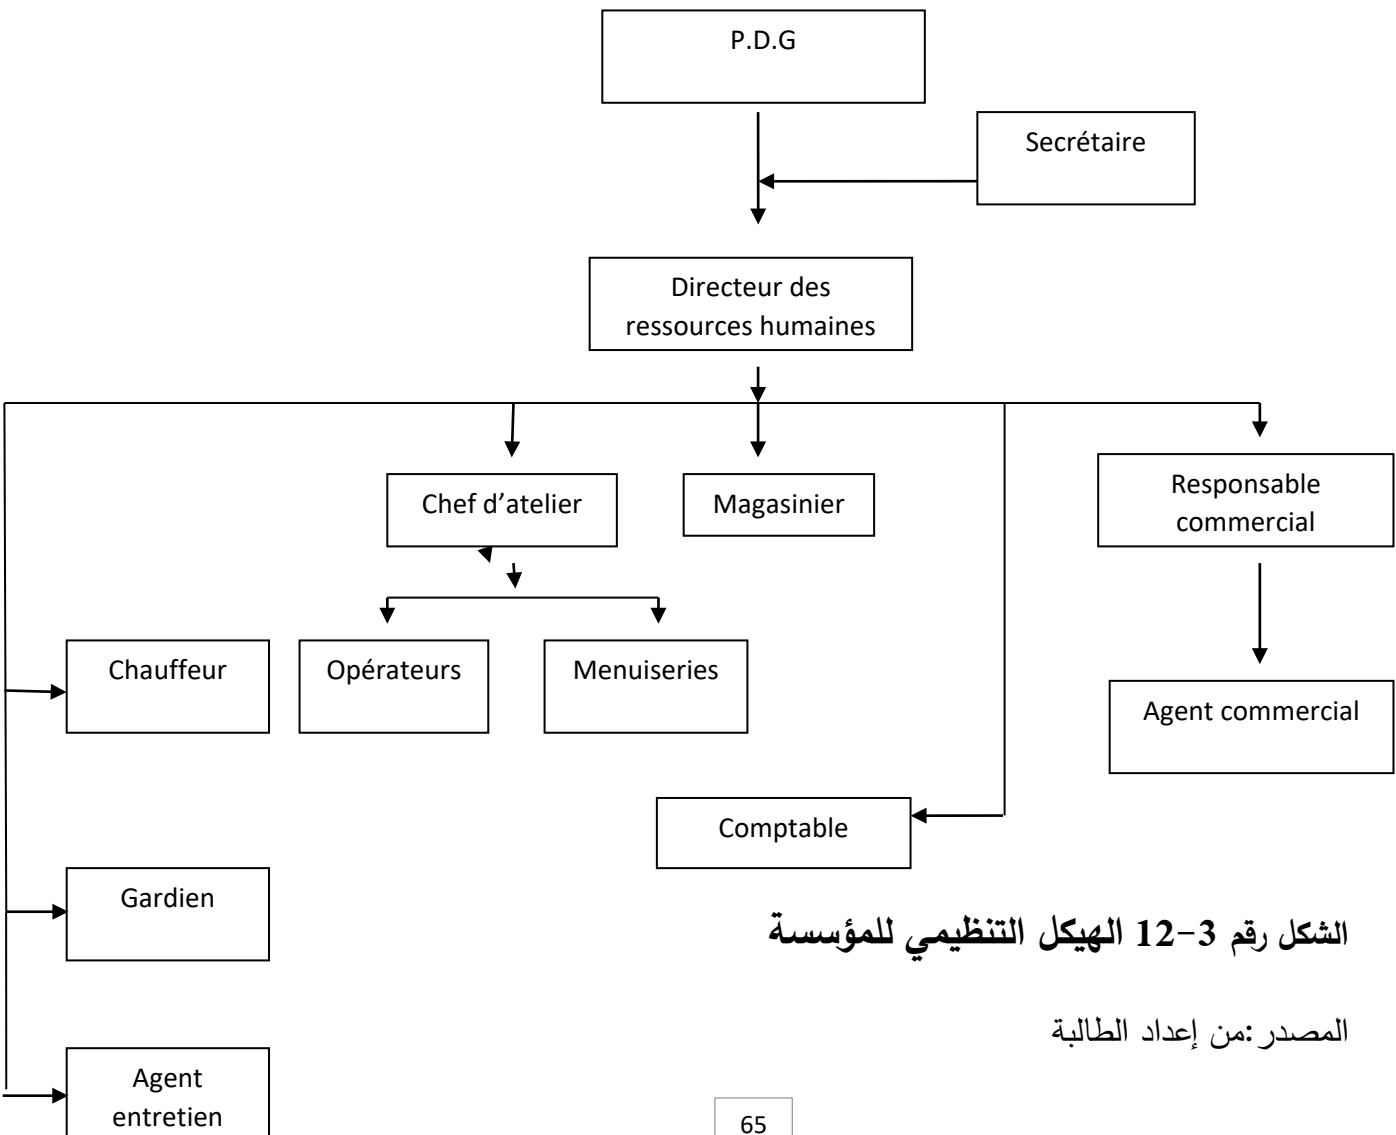 P.D.G
Secrétaire
Directeur des
ressources humaines
Chef d’atelier
Magasinier
Responsable
commercial
Chauffeur
Opérateurs
Menuiseries
Agent commercial
Comptable
Gardien
الشكل رقم 3-12 الهيكل التنظيمي للمؤسسة
المصدر:من إعداد الطالبة
Agent
entretien
65